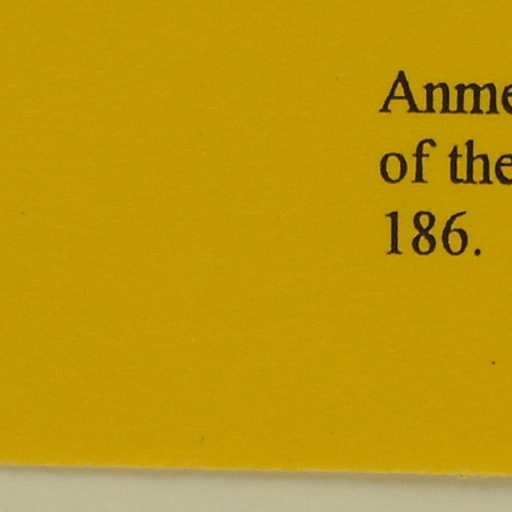 Anme
of the
186.